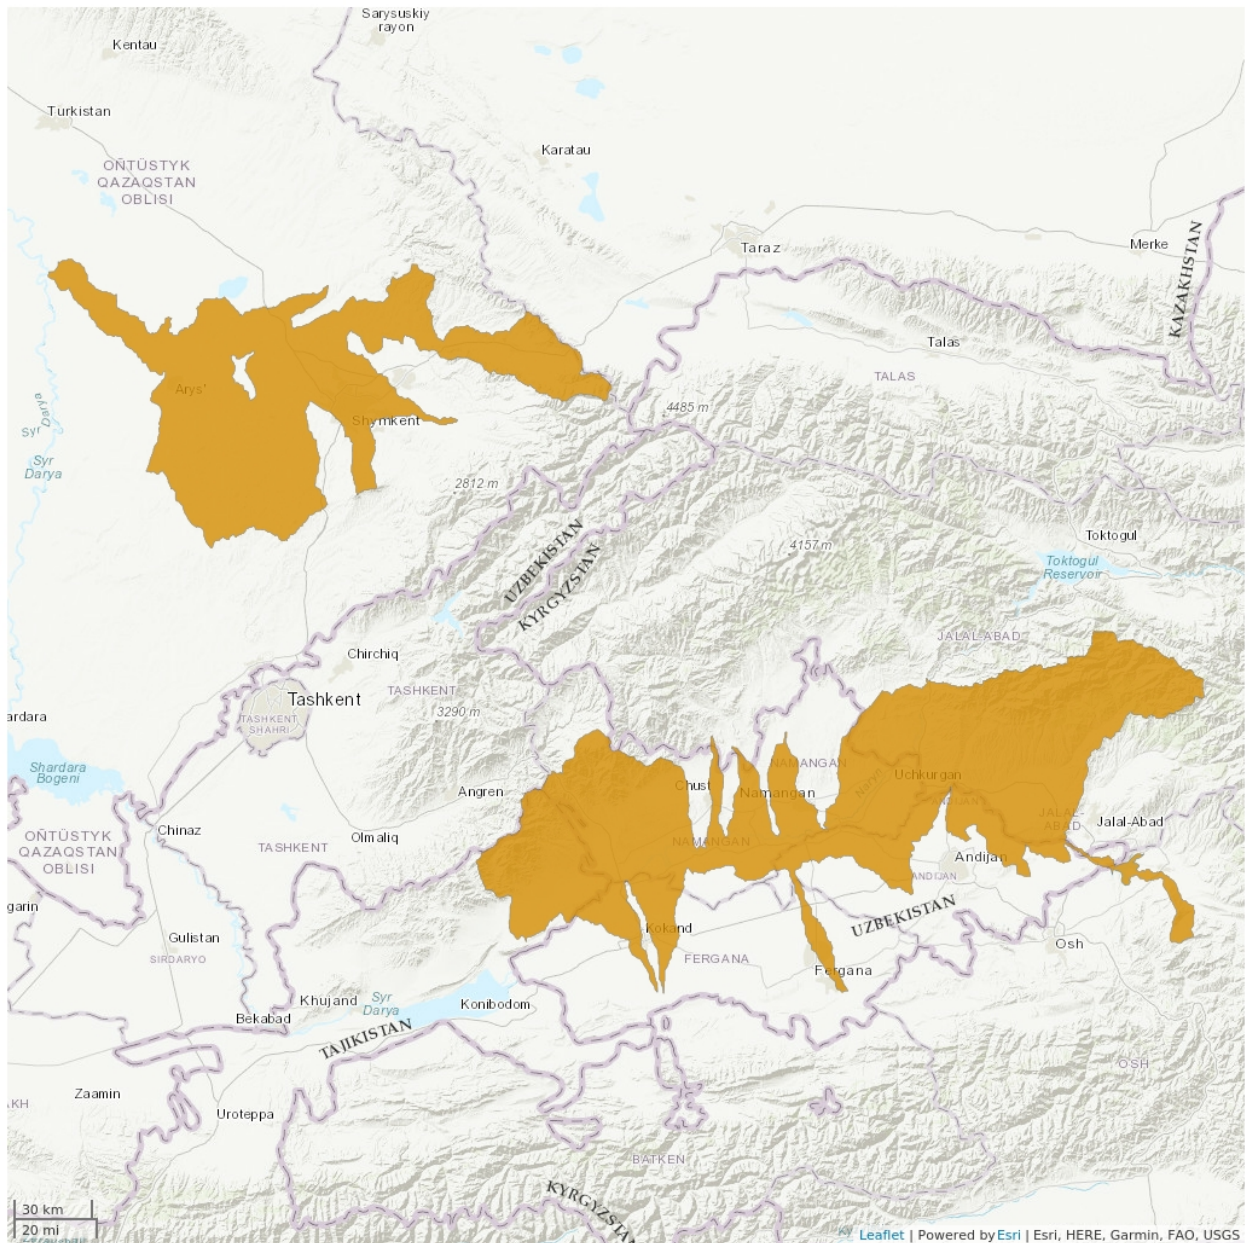 Sarysuskiy
rayon
Kentau
Turkistan
Karatau
OÑTÜSTYK
QAZAQSTAN
OBLISI
Taraz
Merke
KAZAKHSTAN
Talas
TALAS
Arys'
Shymkent
4485 m
Syr
Darya
Syr
Darya
2812 m
UZBEKISTAN
KYRGYZSTAN
4157 m
Toktogul
Toktogul
Reservoir
JALAL-ABAD
Chirchiq
Tashkent
TASHKENT
TASHKENT
SHAHRI
3290 m
ardara
Shardara
Bogeni
Angren
Chust
NAMANGAN
Namangan
Naryn
Uchkurgan
ANDIJAN
JALAL-
ABAD
Jalal-Abad
Chinaz
Olmaliq
TASHKENT
NAMANGAN
OÑTÜSTYK
QAZAQSTAN
OBLISI
Andijan
ANDIJAN
garin
Gulistan
SIRDARYO
Kokand
UZBEKISTAN
Osh
FERGANA
Fergana
Khujand
Syr
Darya
Konibodom
Bekabad
TAJIKISTAN
OSH
Zaamin
AKH
Uroteppa
BATKEN
KYRGYZSTAN
30 km
20 mi
Leaflet | Powered by Esri | Esri, HERE, Garmin, FAO, USGS